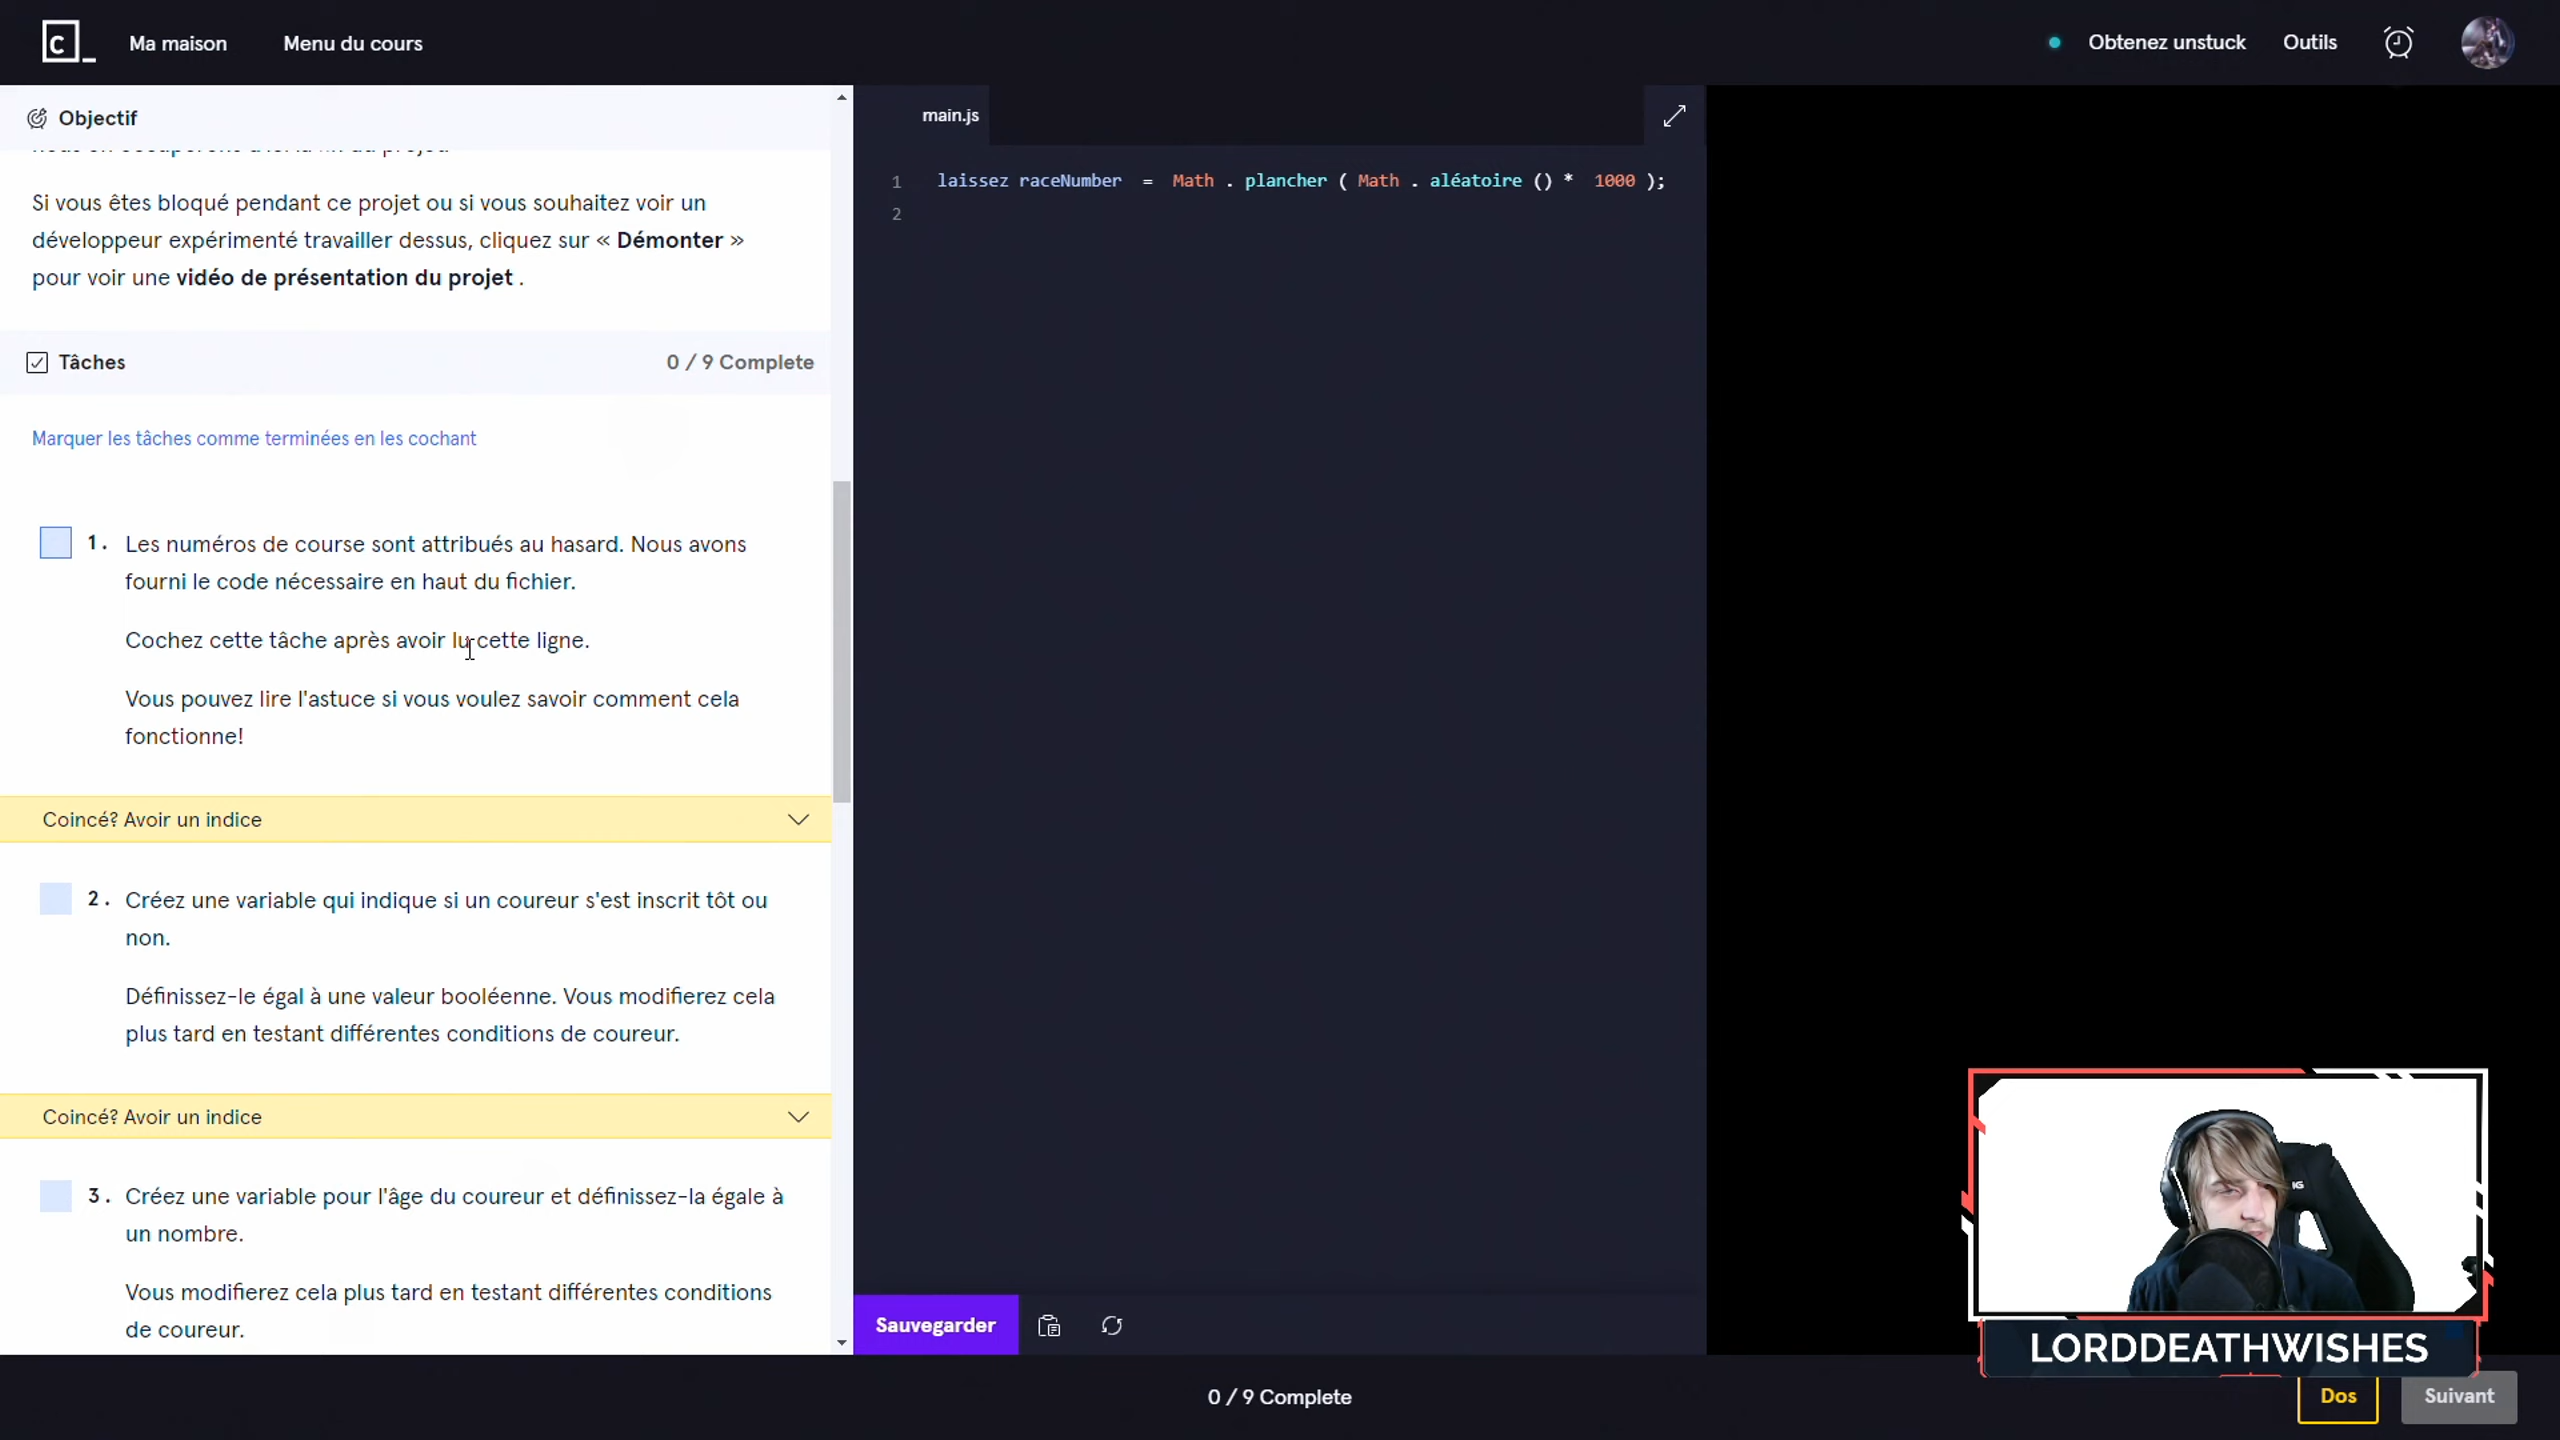 C_
Ma maison
Menu du cours
Obtenez unstuck
Outils
Objectif
Si vous êtes bloqué pendant ce projet ou si vous souhaitez voir un
développeur expérimenté travailler dessus, cliquez sur « Démonter »
pour voir une vidéo de présentation du projet .
Tâches
0 / 9 Complete
Marquer les tâches comme terminées en les cochant
1. Les numéros de course sont attribués au hasard. Nous avons
fourni le code nécessaire en haut du fichier.
Cochez cette tâche après avoir lu cette ligne.
Vous pouvez lire l'astuce si vous voulez savoir comment cela
fonctionne!
Coincé? Avoir un indice
2. Créez une variable qui indique si un coureur s'est inscrit tôt ou
non.
Définissez-le égal à une valeur booléenne. Vous modifierez cela
plus tard en testant différentes conditions de coureur.
Coincé? Avoir un indice
3. Créez une variable pour l'âge du coureur et définissez-la égale à
un nombre.
Vous modifierez cela plus tard en testant différentes conditions
de coureur.
main.js
1 laissez raceNumber = Math . plancher ( Math . aléatoire () * 1000 );
2
Sauvegarder
LORDDEATHWISHES
0 / 9 Complete
Dos
Suivant